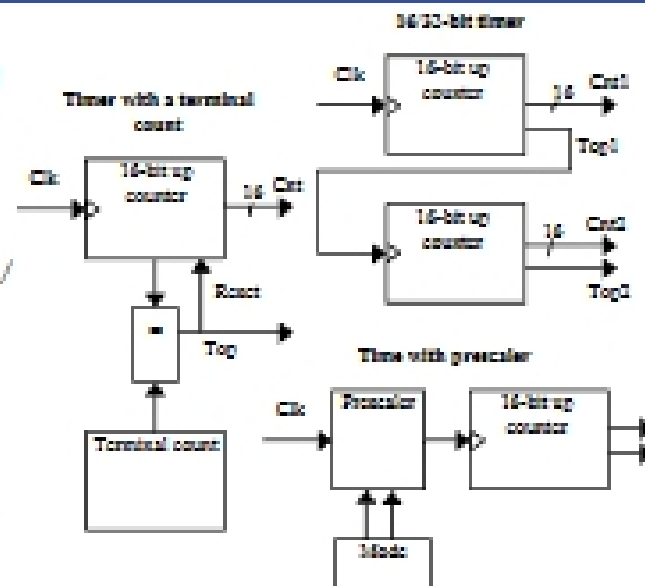 16/32-bit timer
Clk
16-bit up
counter
16
Cnt1
Top1
16-bit up
counter
16
Cnt2
Top2
Timer with a terminal
count
Clk
16-bit up
counter
16
Cnt
Reset
=
Top
Terminal count
Time with prescaler
Clk
Prescaler
16-bit up
counter
Mode